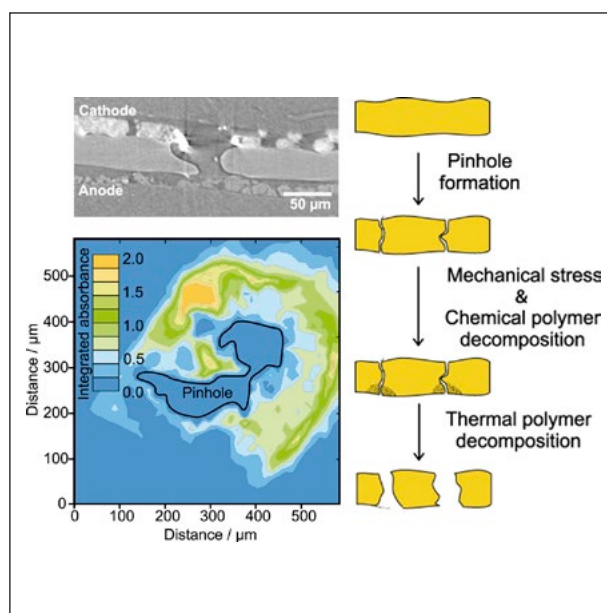 Cathode
Anode
50 µm
Pinhole
formation
Mechanical stress
&
Chemical polymer
decomposition
Thermal polymer
decomposition
Distance / µm
500
400
300
200
100
0
Integrated absorbance
2.0
1.5
1.0
0.5
0.0
Pinhole
0 100 200 300 400 500
Distance / µm